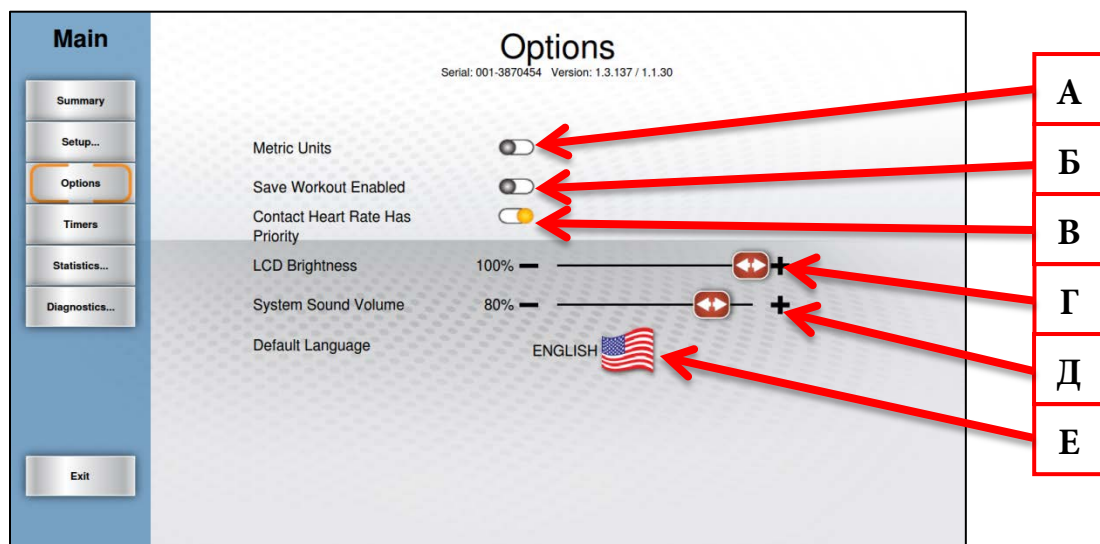 Main
Options
Serial: 001-3870454 Version: 1.3.137 / 1.1.30
Summary
Setup...
Options
Timers
Statistics...
Diagnostics...
Exit
Metric Units
Save Workout Enabled
Contact Heart Rate Has
Priority
LCD Brightness 100%
System Sound Volume 80%
Default Language ENGLISH
А
Б
В
Г
Д
Е